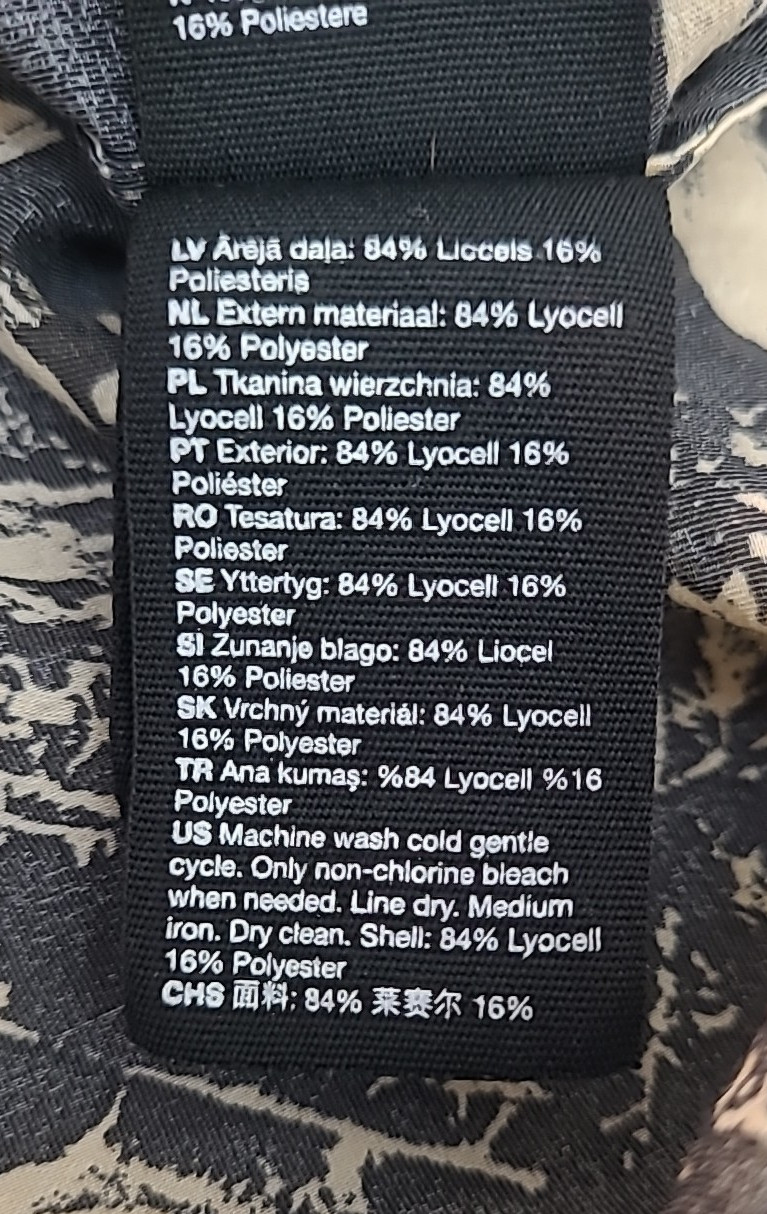 16% Poliestere
LV Ārējā daļa: 84% Liocels 16%
Poliesteris
NL Extern materiaal: 84% Lyocell
16% Polyester
PL Tkanina wierzchnia: 84%
Lyocell 16% Poliester
PT Exterior: 84% Lyocell 16%
Poliéster
RO Tesatura: 84% Lyocell 16%
Poliester
SE Yttertyg: 84% Lyocell 16%
Polyester
SI Zunanje blago: 84% Liocel
16% Poliester
SK Vrchný materiál: 84% Lyocell
16% Polyester
TR Ana kumaş: %84 Lyocell %16
Polyester
US Machine wash cold gentle
cycle. Only non-chlorine bleach
when needed. Line dry. Medium
iron. Dry clean. Shell: 84% Lyocell
16% Polyester
CHS 面料: 84% 莱赛尔 16%